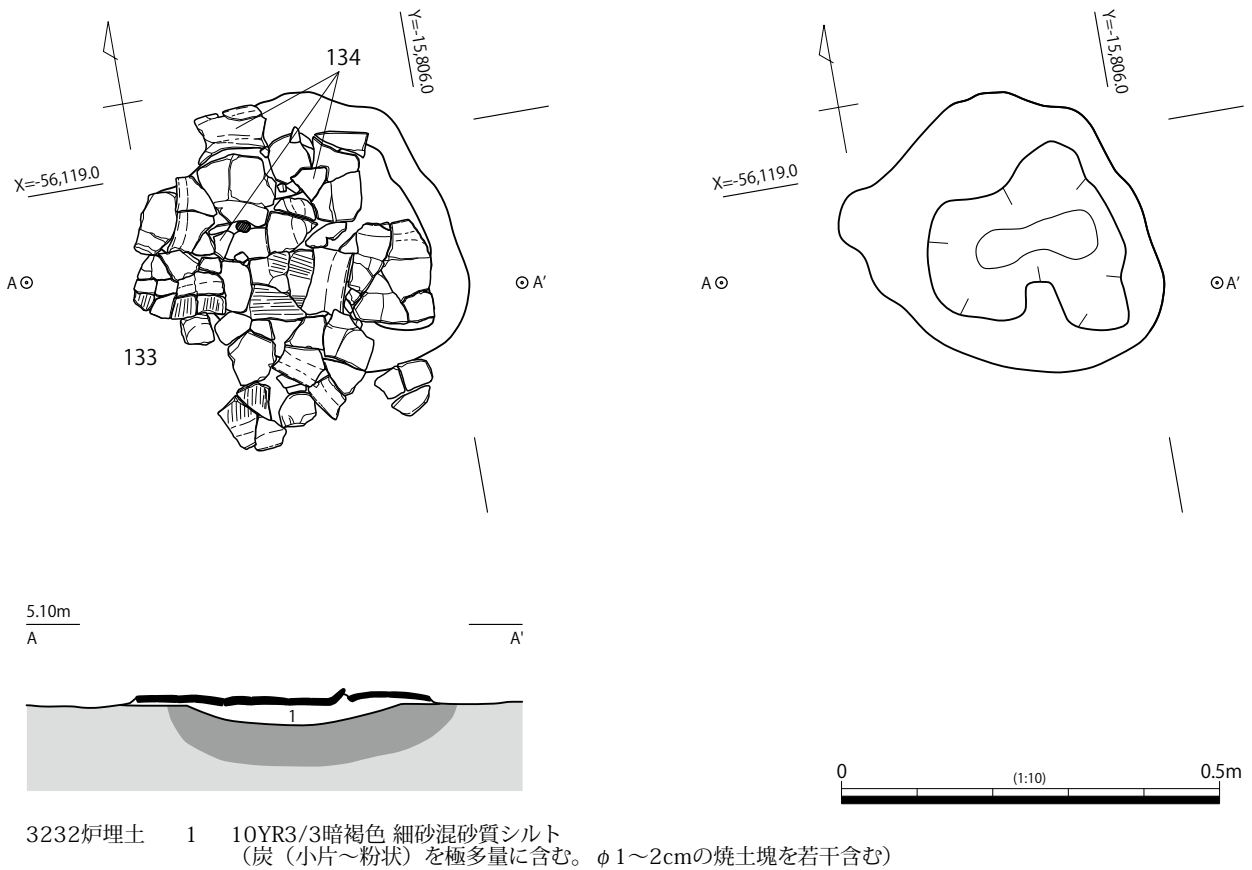 134
Y=-15,806.0
X=-56,119.0
A
A'
133
Y=-15,806.0
X=-56,119.0
A
A'
5.10m
A
A'
1
0
(1:10)
0.5m
3232炉埋土 1 10YR3/3暗褐色 細砂混砂質シルト
（炭（小片～粉状）を極多量に含む。φ1～2cmの焼土塊を若干含む）